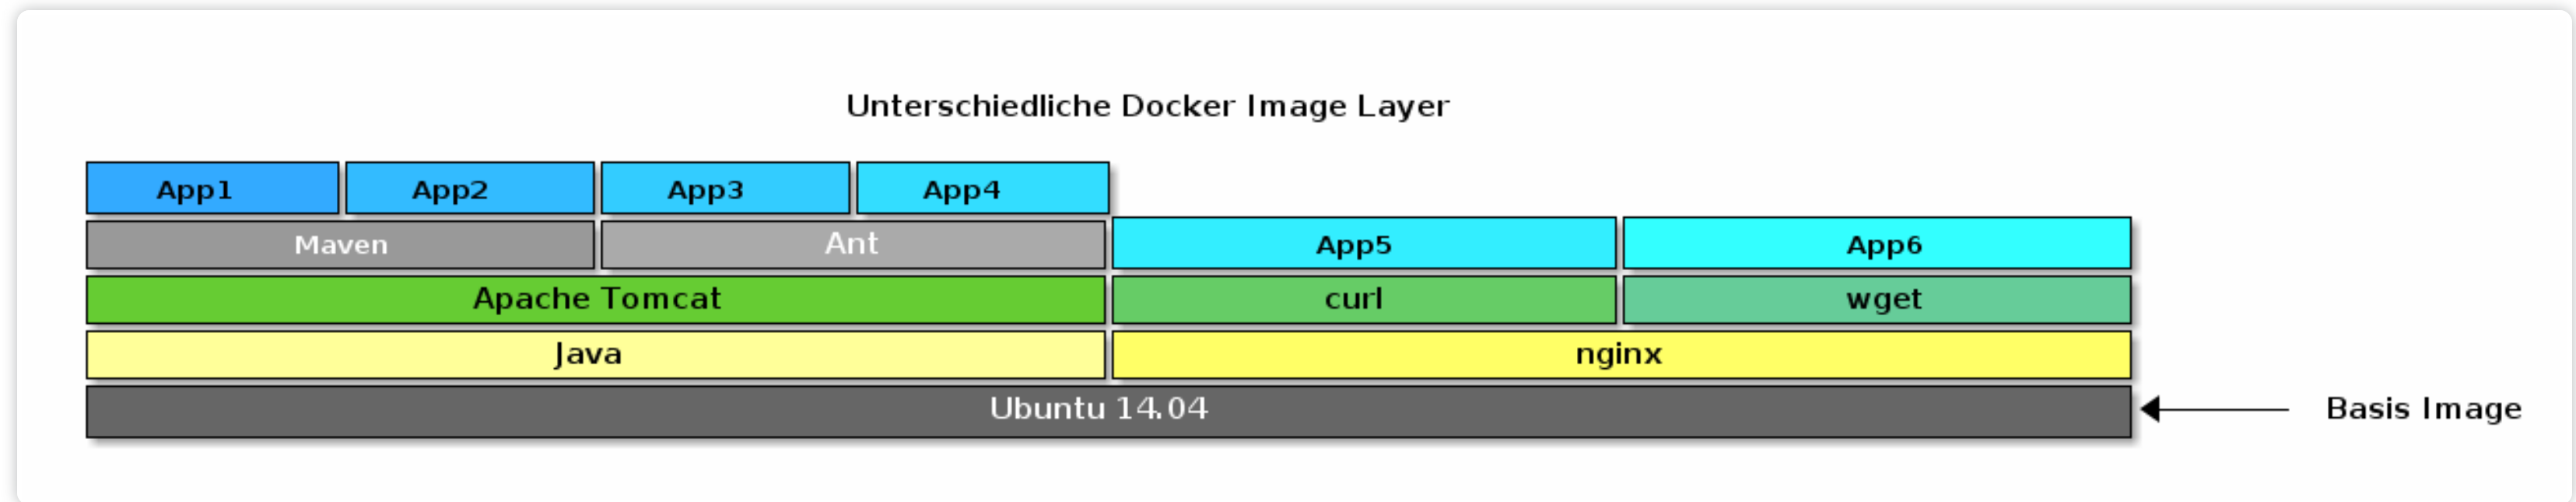 Unterschiedliche Docker Image Layer
App1 App2 App3 App4
Maven Ant App5 App6
Apache Tomcat curl wget
Java nginx
Ubuntu 14.04 Basis Image